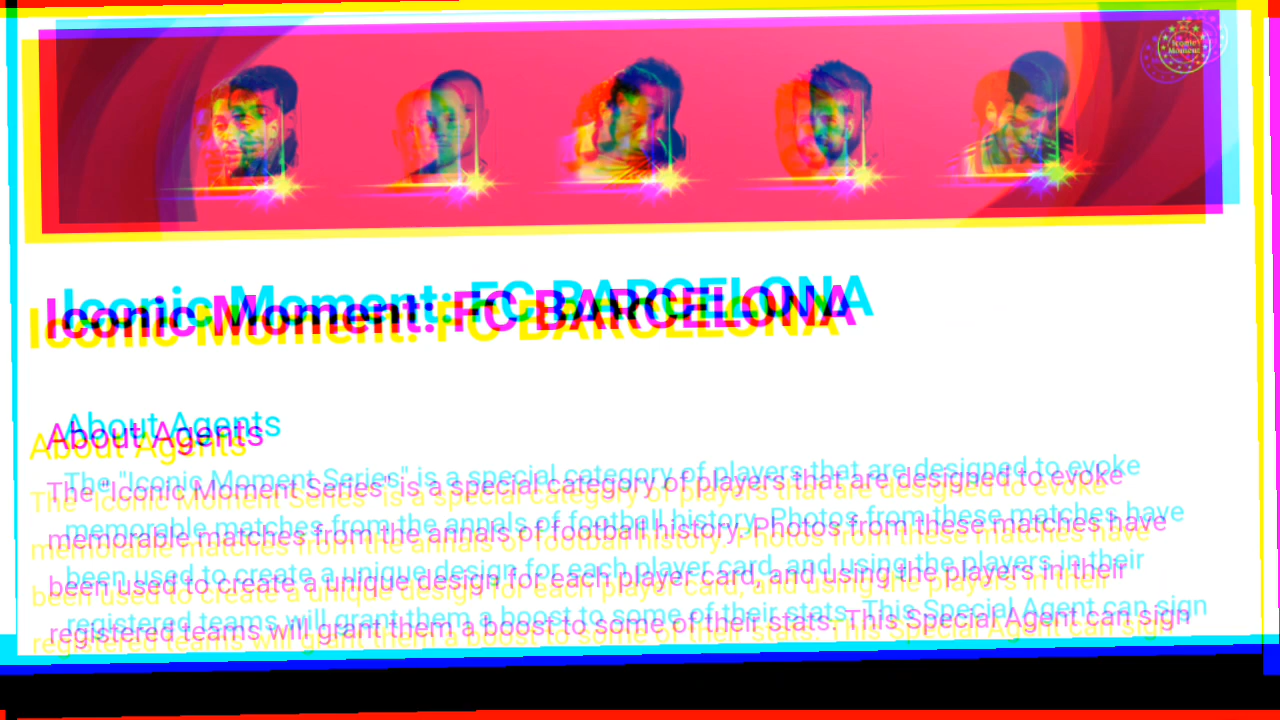 Iconic Moment
Iconic Moment: FC BARCELONA
About Agents
The "Iconic Moment Series" is a special category of players that are designed to evoke
memorable matches from the annals of football history. Photos from these matches have
been used to create a unique design for each player card, and using the players in their
registered teams will grant them a boost to some of their stats. This Special Agent can sign